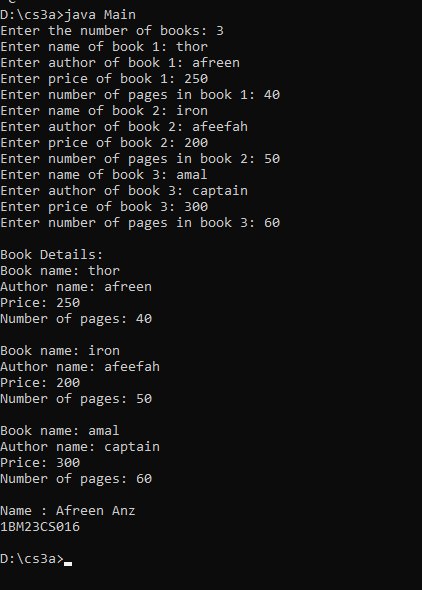 D:\cs3a>java Main
Enter the number of books: 3
Enter name of book 1: thor
Enter author of book 1: afreen
Enter price of book 1: 250
Enter number of pages in book 1: 40
Enter name of book 2: iron
Enter author of book 2: afeefah
Enter price of book 2: 200
Enter number of pages in book 2: 50
Enter name of book 3: amal
Enter author of book 3: captain
Enter price of book 3: 300
Enter number of pages in book 3: 60

Book Details:
Book name: thor
Author name: afreen
Price: 250
Number of pages: 40

Book name: iron
Author name: afeefah
Price: 200
Number of pages: 50

Book name: amal
Author name: captain
Price: 300
Number of pages: 60

Name : Afreen Anz
1BM23CS016

D:\cs3a>